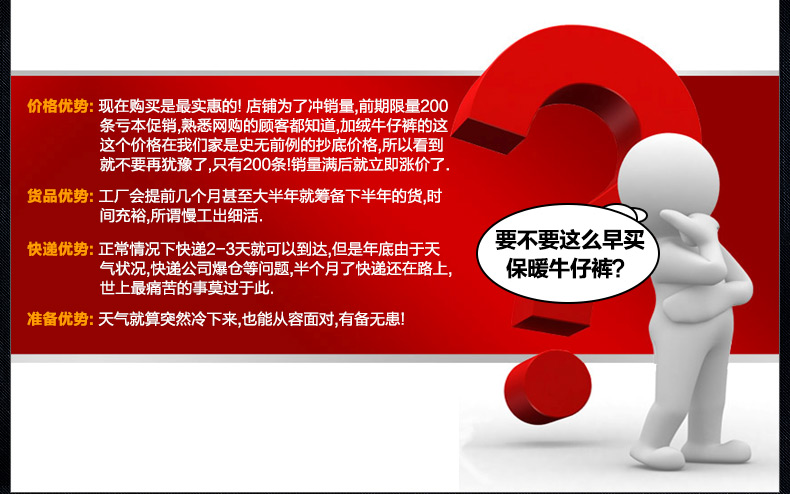 价格优势: 现在购买是最实惠的! 店铺为了冲销量,前期限量200
条亏本促销,熟悉网购的顾客都知道,加绒牛仔裤的这
这个价格在我们家是史无前例的抄底价格,所以看到
就不要再犹豫了,只有200条!销量满后就立即涨价了.
货品优势: 工厂会提前几个月甚至大半年就筹备下半年的货,时
间充裕,所谓慢工出细活.
快递优势: 正常情况下快递2-3天就可以到达,但是年底由于天
气状况,快递公司爆仓等问题,半个月了快递还在路上,
世上最痛苦的事莫过于此.
准备优势: 天气就算突然冷下来,也能从容面对,有备无患!
要不要这么早买
保暖牛仔裤?